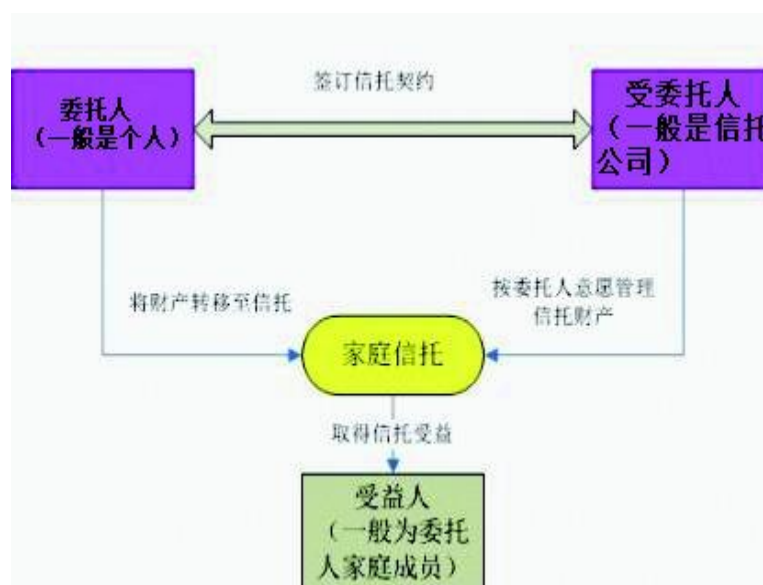 签订信托契约
委托人
（一般是个人）
受委托人
（一般是信托
公司）
将财产转移至信托
按委托人意愿管理
信托财产
家庭信托
取得信托受益
受益人
（一般为委托
人家庭成员）